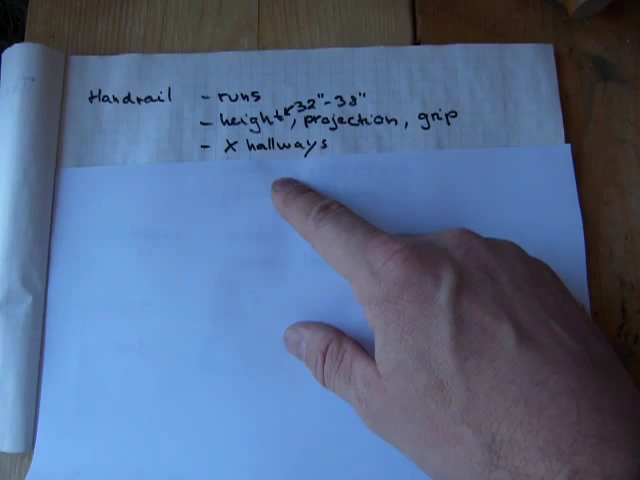 Handrail - runs
- height, projection, grip
32"-38"
- X hallways